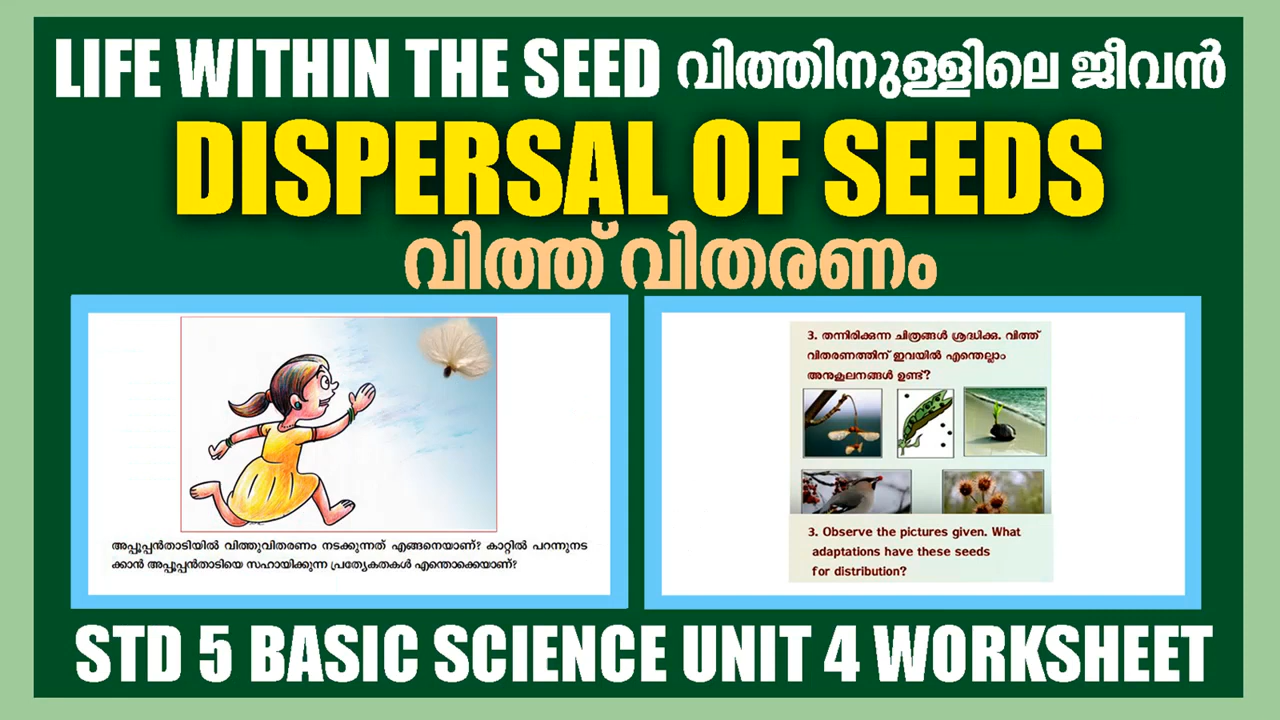 LIFE WITHIN THE SEED വിത്തിനുള്ളിലെ ജീവൻ
DISPERSAL OF SEEDS
വിത്ത് വിതരണം
അപ്പൂപ്പൻതാടിയിൽ വിത്തുവിതരണം നടക്കുന്നത് എങ്ങനെയാണ്? കാറ്റിൽ പറന്നുനട
ക്കാൻ അപ്പൂപ്പൻതാടിയെ സഹായിക്കുന്ന പ്രത്യേകതകൾ എന്തൊക്കെയാണ്?
3. തന്നിരിക്കുന്ന ചിത്രങ്ങൾ ശ്രദ്ധിക്കൂ. വിത്ത്
വിതരണത്തിന് ഇവയിൽ എന്തെല്ലാം
അനുകൂലനങ്ങൾ ഉണ്ട്?
3. Observe the pictures given. What
adaptations have these seeds
for distribution?
STD 5 BASIC SCIENCE UNIT 4 WORKSHEET